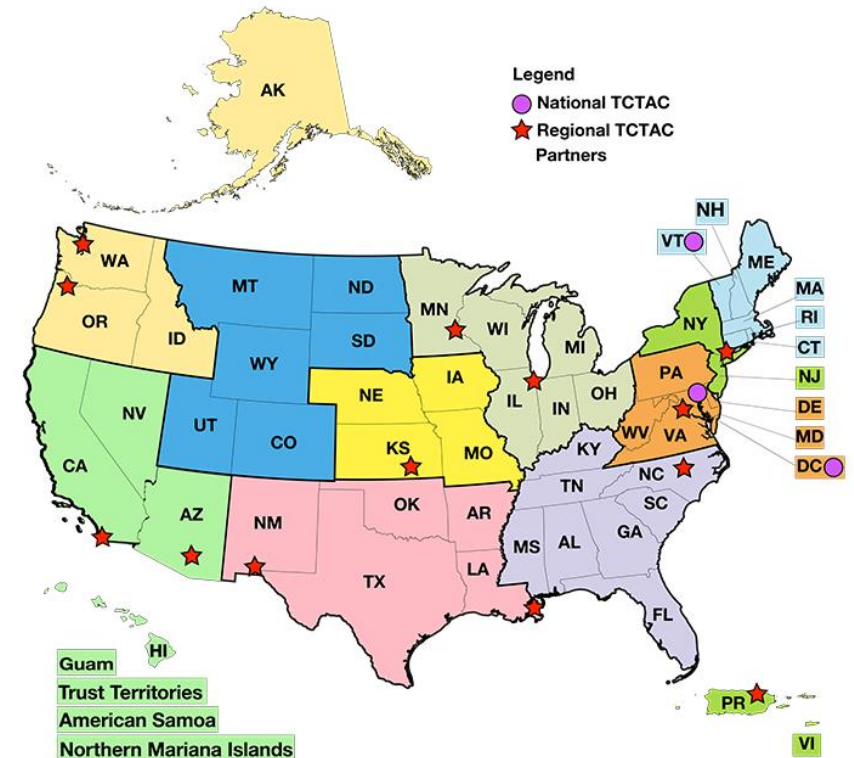 AK
Legend
National TCTAC
Regional TCTAC
Partners
NH
VT
ME
WA
MT
ND
MN
MA
OR
ID
SD
WI
MI
NY
RI
WY
CT
NV
UT
CO
NE
IA
IL
IN
OH
PA
NJ
DE
CA
KS
MO
KY
WV
VA
MD
DC
AZ
NM
OK
AR
TN
NC
SC
TX
LA
MS
AL
GA
FL
HI
Guam
Trust Territories
American Samoa
Northern Mariana Islands
PR
VI